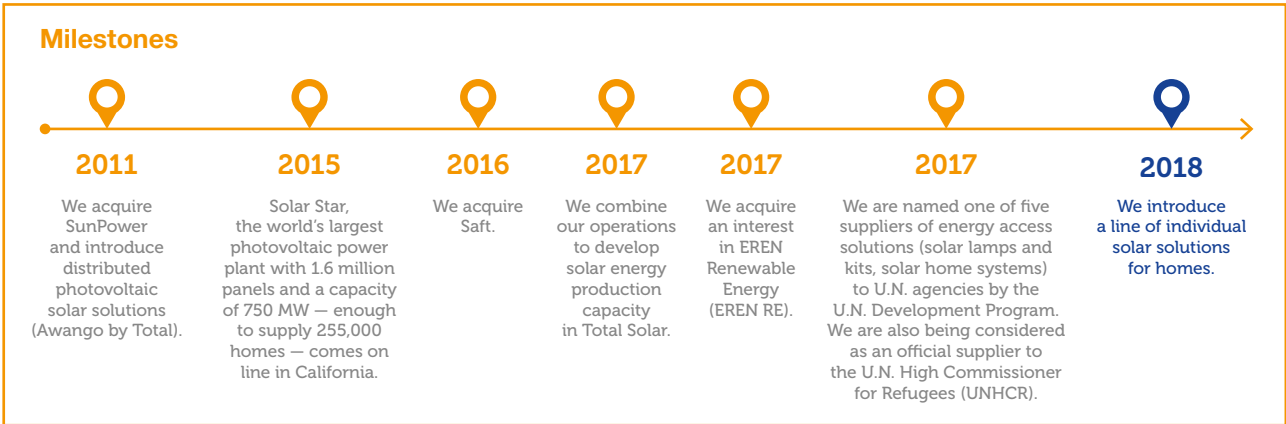 Milestones
2011
We acquire
SunPower
and introduce
distributed
photovoltaic
solar solutions
(Awango by Total).
2015
Solar Star,
the world's largest
photovoltaic power
plant with 1.6 million
panels and a capacity
of 750 MW — enough
to supply 255,000
homes — comes on
line in California.
2016
We acquire
Saft.
2017
We combine
our operations
to develop
solar energy
production
capacity
in Total Solar.
2017
We acquire
an interest
in EREN
Renewable
Energy
(EREN RE).
2017
We are named one of five
suppliers of energy access
solutions (solar lamps and
kits, solar home systems)
to U.N. agencies by the
U.N. Development Program.
We are also being considered
as an official supplier to
the U.N. High Commissioner
for Refugees (UNHCR).
2018
We introduce
a line of individual
solar solutions
for homes.